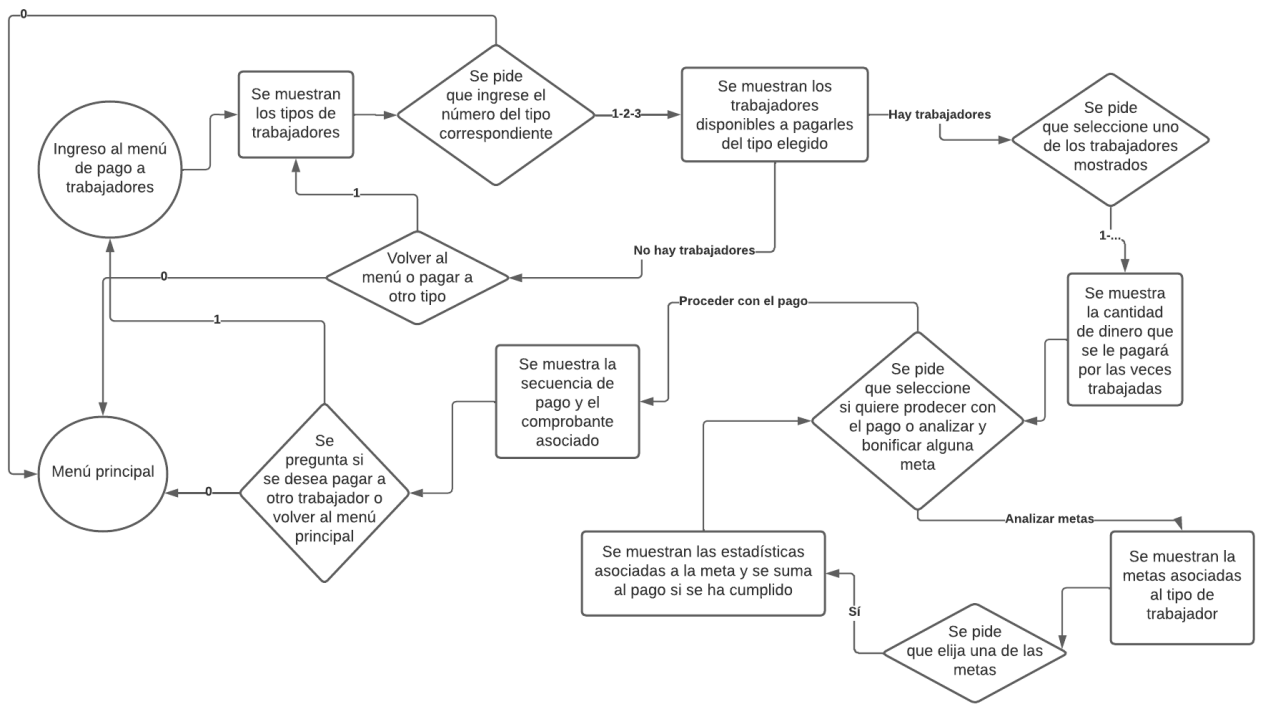 0
Se pide
que ingrese el
número del tipo
correspondiente
Se muestran
los tipos de
trabajadores
Ingreso al menú
de pago a
trabajadores
1-2-3
Se muestran los
trabajadores
disponibles a pagarles
del tipo elegido
Hay trabajadores
Se pide
que seleccione uno
de los trabajadores
mostrados
1
No hay trabajadores
1-...
Volver al
menú o pagar a
otro tipo
0
1
Proceder con el pago
Se muestra
la cantidad
de dinero que
se le pagará
por las veces
trabajadas
Se muestra la
secuencia de
pago y el
comprobante
asociado
Se pide
que seleccione
si quiere prodecer con
el pago o analizar y
bonificar alguna
meta
Menú principal
0
Se
pregunta si
se desea pagar a
otro trabajador o
volver al menú
principal
Analizar metas
Se muestran las estadísticas
asociadas a la meta y se suma
al pago si se ha cumplido
Se muestran la
metas asociadas
al tipo de
trabajador
Sí
Se pide
que elija una de las
metas